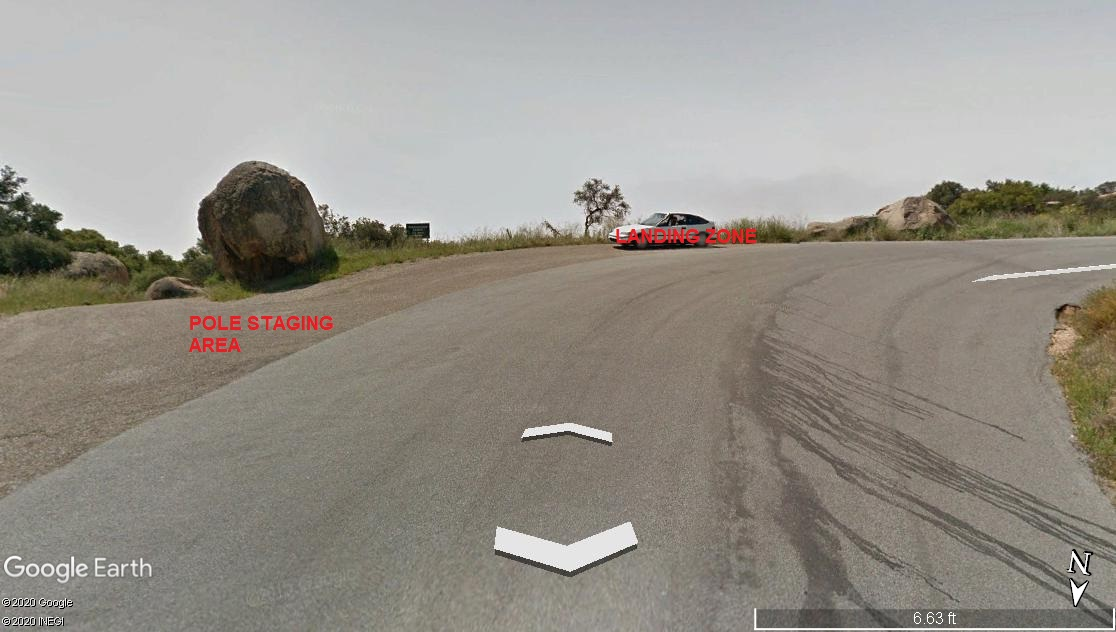 LANDING ZONE
POLE STAGING
AREA
Google Earth
©2020 Google
©2020 INEGI
N
6.63 ft